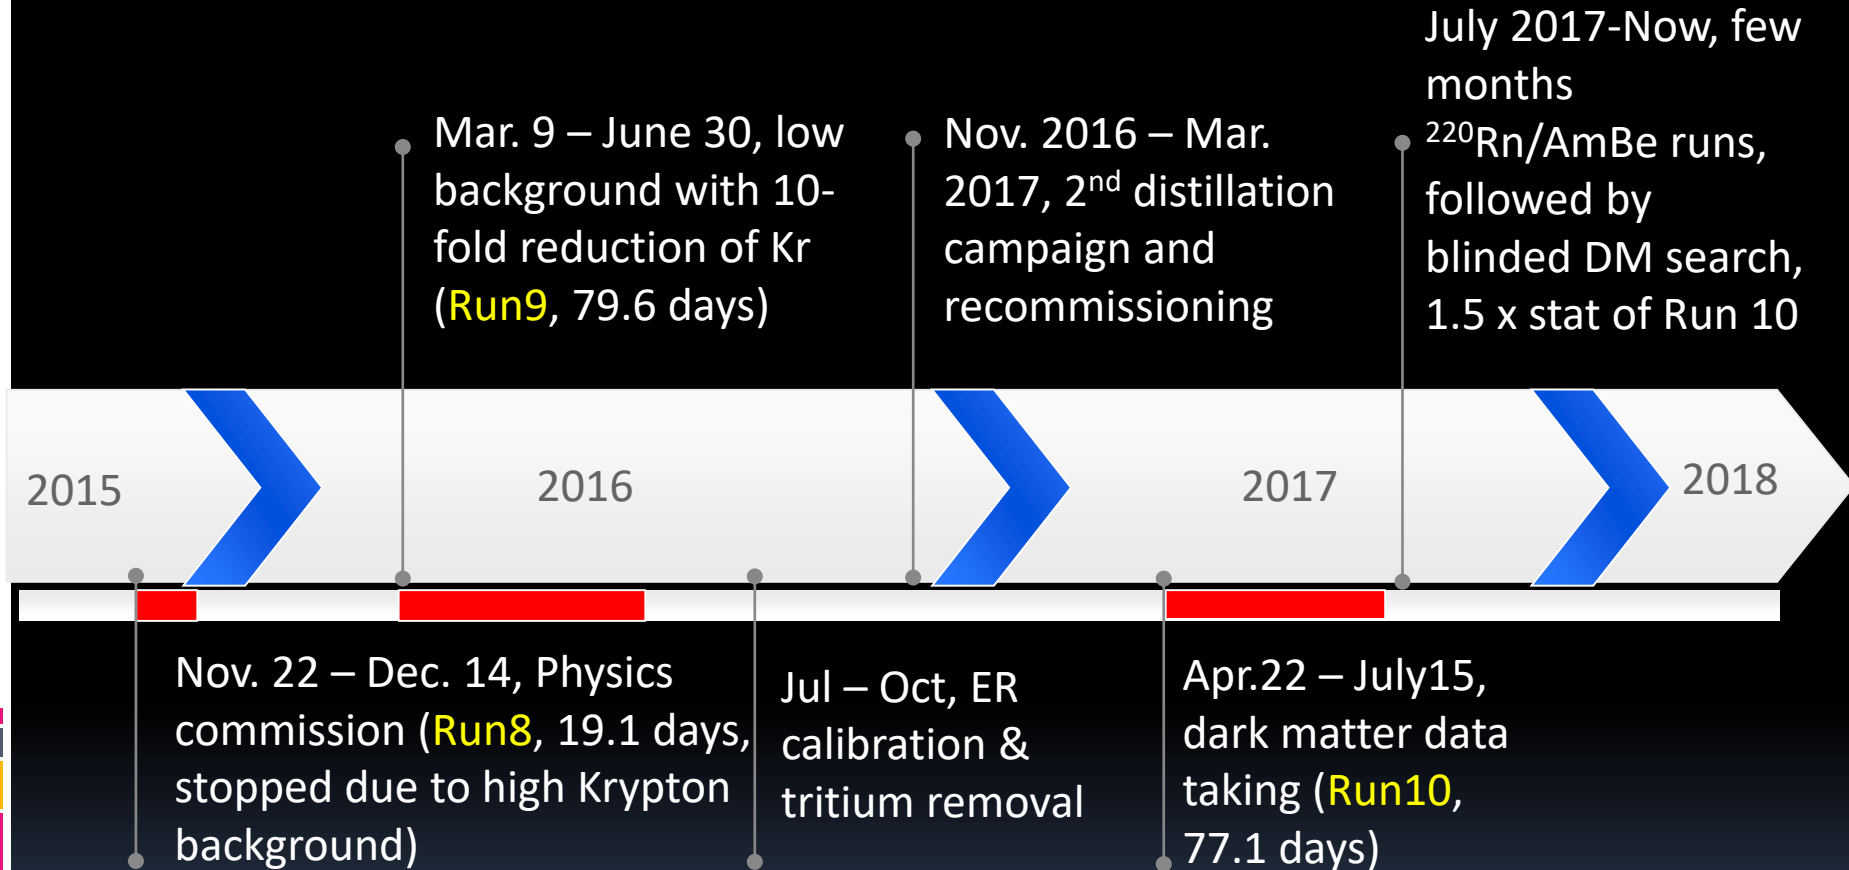 July 2017-Now, few
months
²²⁰Rn/AmBe runs,
followed by
blinded DM search,
1.5 x stat of Run 10
Mar. 9 – June 30, low
background with 10-
fold reduction of Kr
(Run9, 79.6 days)
Nov. 2016 – Mar.
2017, 2ⁿᵈ distillation
campaign and
recommissioning
2015
2016
2017
2018
Nov. 22 – Dec. 14, Physics
commission (Run8, 19.1 days,
stopped due to high Krypton
background)
Jul – Oct, ER
calibration &
tritium removal
Apr.22 – July15,
dark matter data
taking (Run10,
77.1 days)